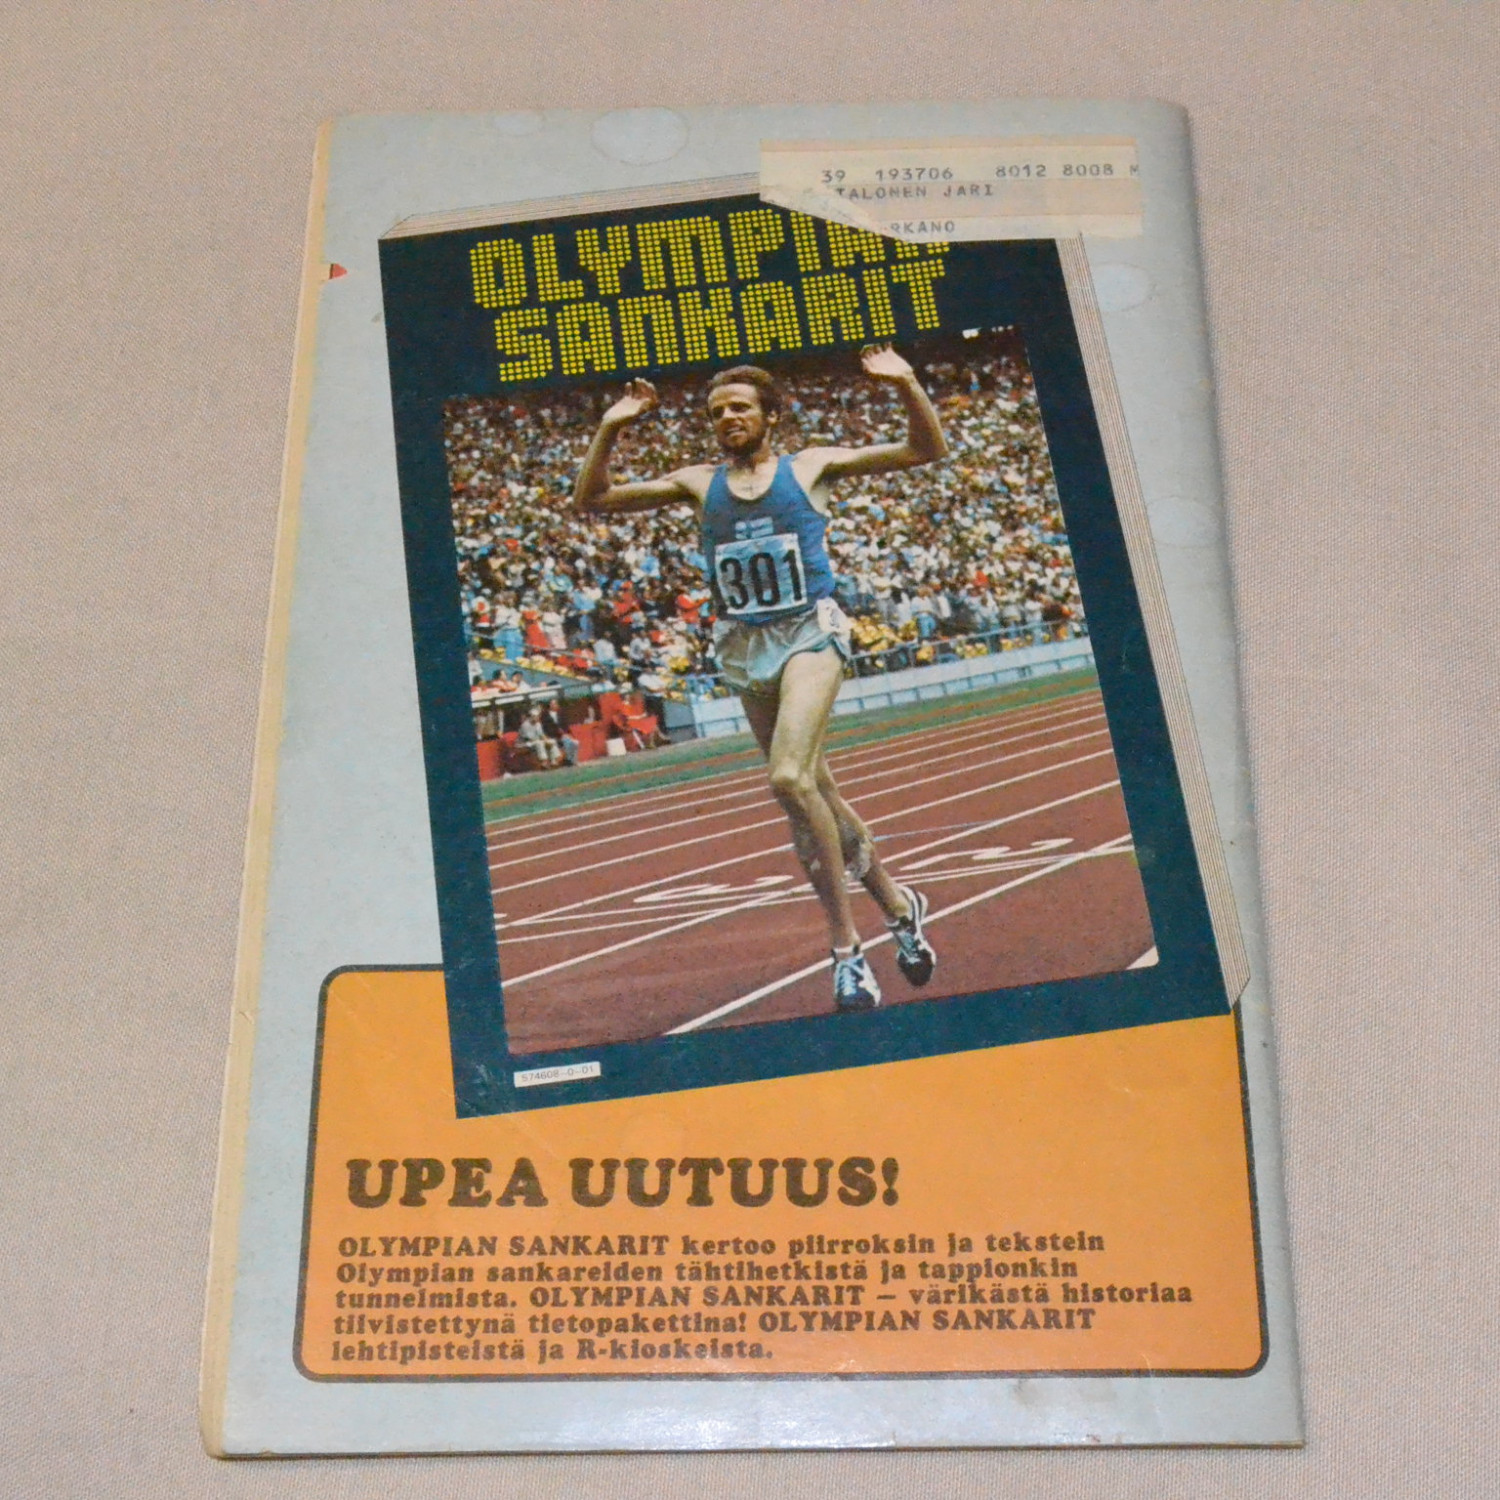 39 193706 8012 8008 M
TALONEN JARI
RKANO
OLYMPIAN
SANKARIT
301
574608-0-01
UPEA UUTUUS!
OLYMPIAN SANKARIT kertoo piirroksin ja tekstein
Olympian sankareiden tähtihetkistä ja tappionkin
tunnelmista. OLYMPIAN SANKARIT — värikästä historiaa
tiivistettynä tietopakettina! OLYMPIAN SANKARIT
lehtipisteistä ja R-kioskeista.